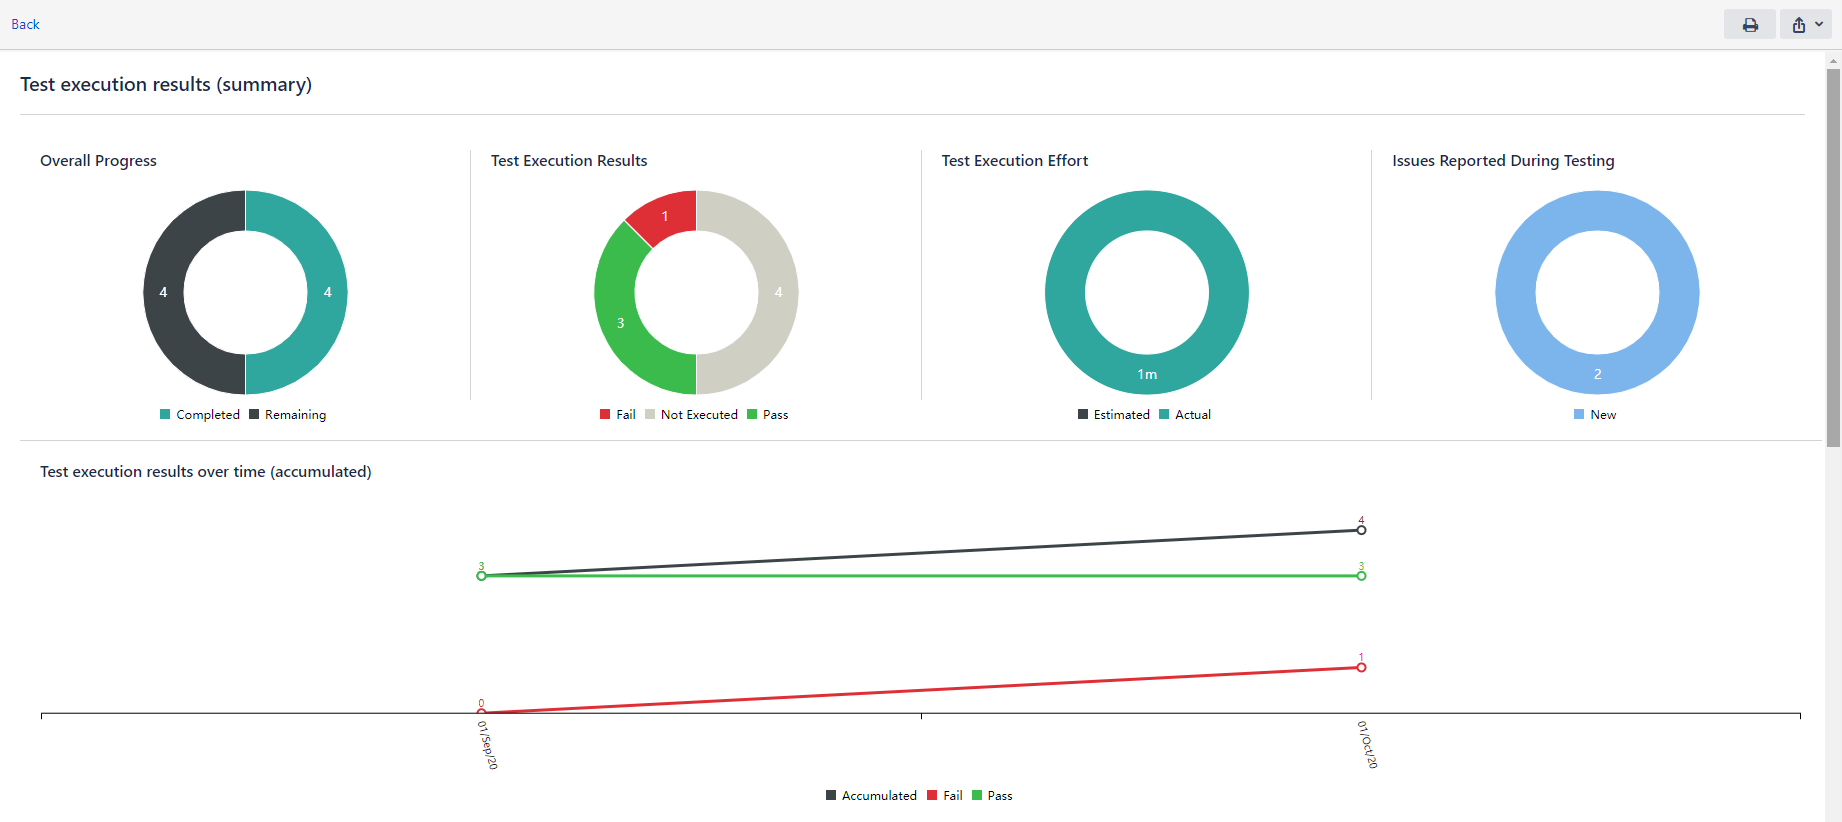 Back
Test execution results (summary)
Overall Progress
4
4
Completed Remaining
Test Execution Results
1
4
3
Fail Not Executed Pass
Test Execution Effort
1m
Estimated Actual
Issues Reported During Testing
2
New
Test execution results over time (accumulated)
4
3
3
1
0
01/Sep/20
01/Oct/20
Accumulated Fail Pass